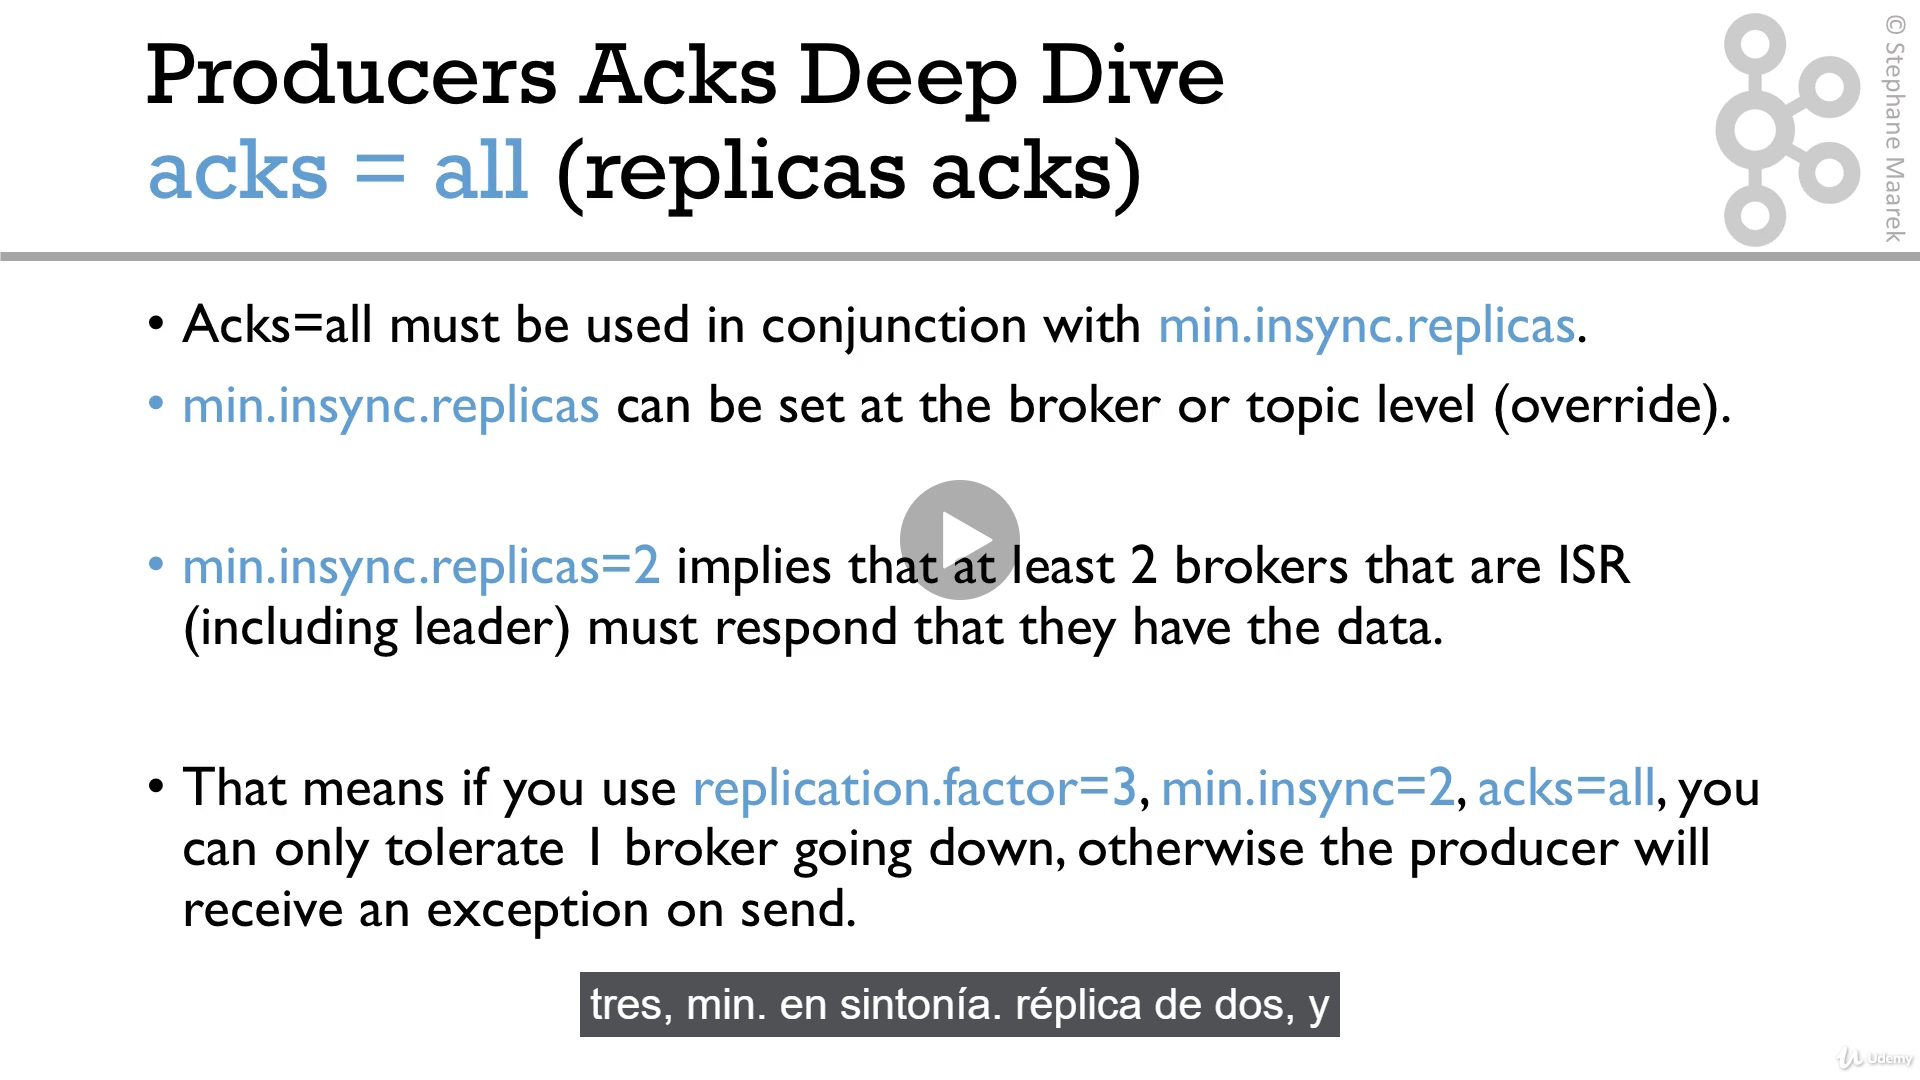 Producers Acks Deep Dive
acks = all (replicas acks)
© Stephane Maarek
• Acks=all must be used in conjunction with min.insync.replicas.
• min.insync.replicas can be set at the broker or topic level (override).
• min.insync.replicas=2 implies that at least 2 brokers that are ISR
(including leader) must respond that they have the data.
• That means if you use replication.factor=3, min.insync=2, acks=all, you
can only tolerate 1 broker going down, otherwise the producer will
receive an exception on send.
tres, min. en sintonía. réplica de dos, y
Udemy